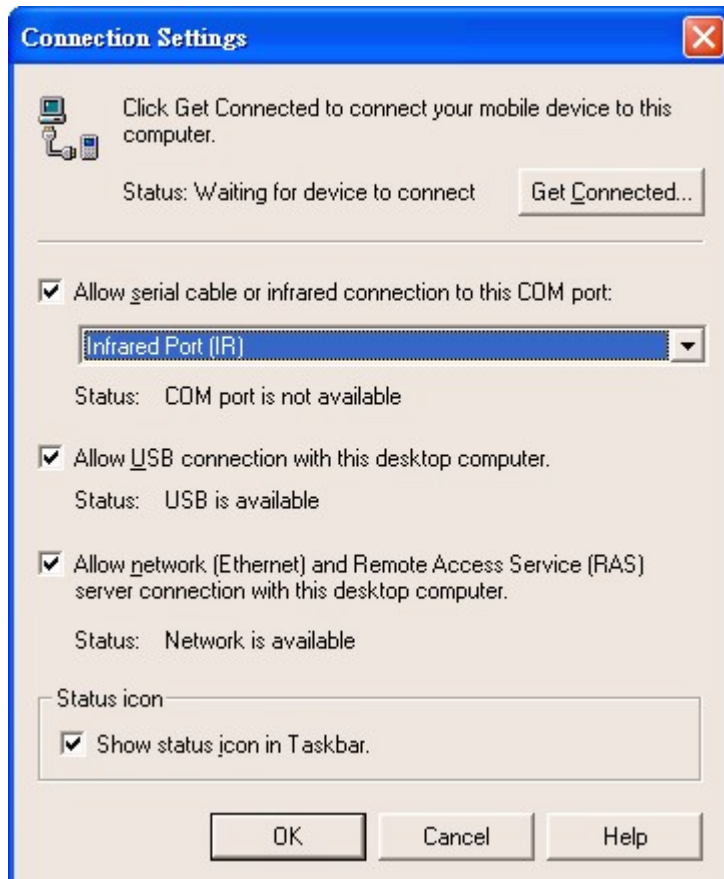 Connection Settings
Click Get Connected to connect your mobile device to this
computer.
Status: Waiting for device to connect
Get Connected...
Allow serial cable or infrared connection to this COM port:
Infrared Port (IR)
Status: COM port is not available
Allow USB connection with this desktop computer.
Status: USB is available
Allow network (Ethernet) and Remote Access Service (RAS)
server connection with this desktop computer.
Status: Network is available
Status icon
Show status icon in Taskbar.
OK
Cancel
Help